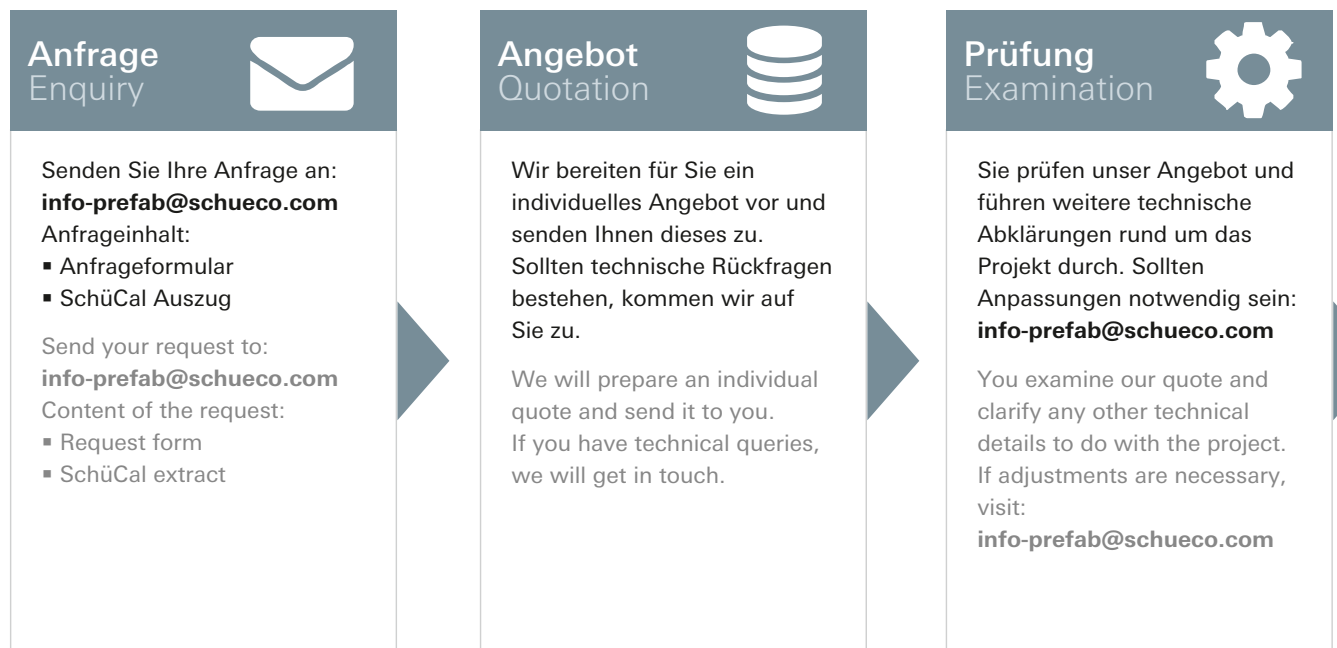 Anfrage
Enquiry
Senden Sie Ihre Anfrage an:
info-prefab@schueco.com
Anfrageinhalt:
▪ Anfrageformular
▪ SchüCal Auszug
Send your request to:
info-prefab@schueco.com
Content of the request:
▪ Request form
▪ SchüCal extract
Angebot
Quotation
Wir bereiten für Sie ein
individuelles Angebot vor und
senden Ihnen dieses zu.
Sollten technische Rückfragen
bestehen, kommen wir auf
Sie zu.
We will prepare an individual
quote and send it to you.
If you have technical queries,
we will get in touch.
Prüfung
Examination
Sie prüfen unser Angebot und
führen weitere technische
Abklärungen rund um das
Projekt durch. Sollten
Anpassungen notwendig sein:
info-prefab@schueco.com
You examine our quote and
clarify any other technical
details to do with the project.
If adjustments are necessary,
visit:
info-prefab@schueco.com